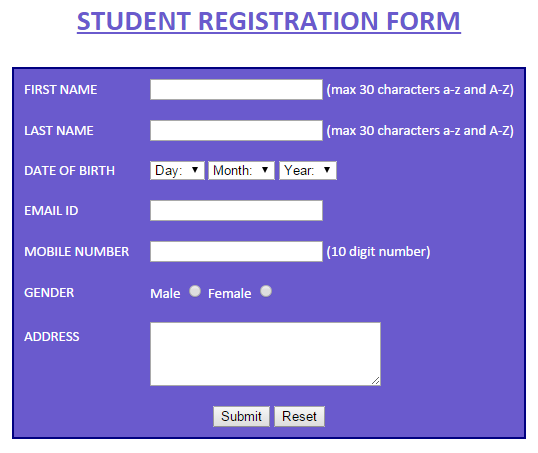 STUDENT REGISTRATION FORM
FIRST NAME (max 30 characters a-z and A-Z)
LAST NAME (max 30 characters a-z and A-Z)
DATE OF BIRTH Day: Month: Year:
EMAIL ID
MOBILE NUMBER (10 digit number)
GENDER Male Female
ADDRESS
Submit Reset